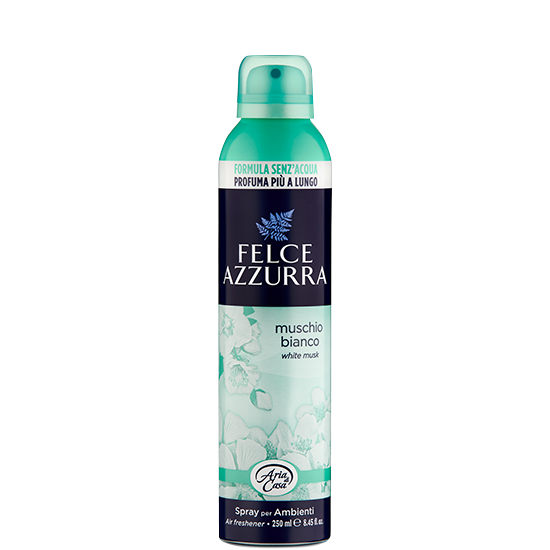 FORMULA SENZ'ACQUA
PROFUMA PIÙ A LUNGO
FELCE
AZZURRA
muschio
bianco
white musk
Aria di
Casa
Spray per Ambienti
Air freshener • 250 ml ℮ 8.45 fl. oz.